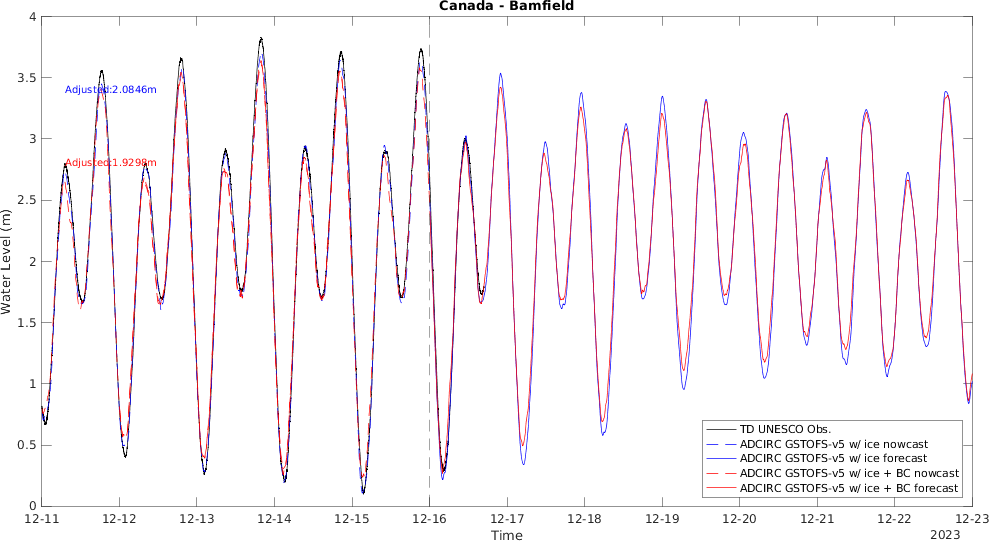 Canada - Bamfield
4
3.5
3
2.5
2
1.5
1
0.5
0
Water Level (m)
Adjusted:2.0846m
Adjusted:1.9298m
TD UNESCO Obs.
ADCIRC GSTOFS-v5 w/ ice nowcast
ADCIRC GSTOFS-v5 w/ ice forecast
ADCIRC GSTOFS-v5 w/ ice + BC nowcast
ADCIRC GSTOFS-v5 w/ ice + BC forecast
12-11 12-12 12-13 12-14 12-15 12-16 12-17 12-18 12-19 12-20 12-21 12-22 12-23
Time
2023